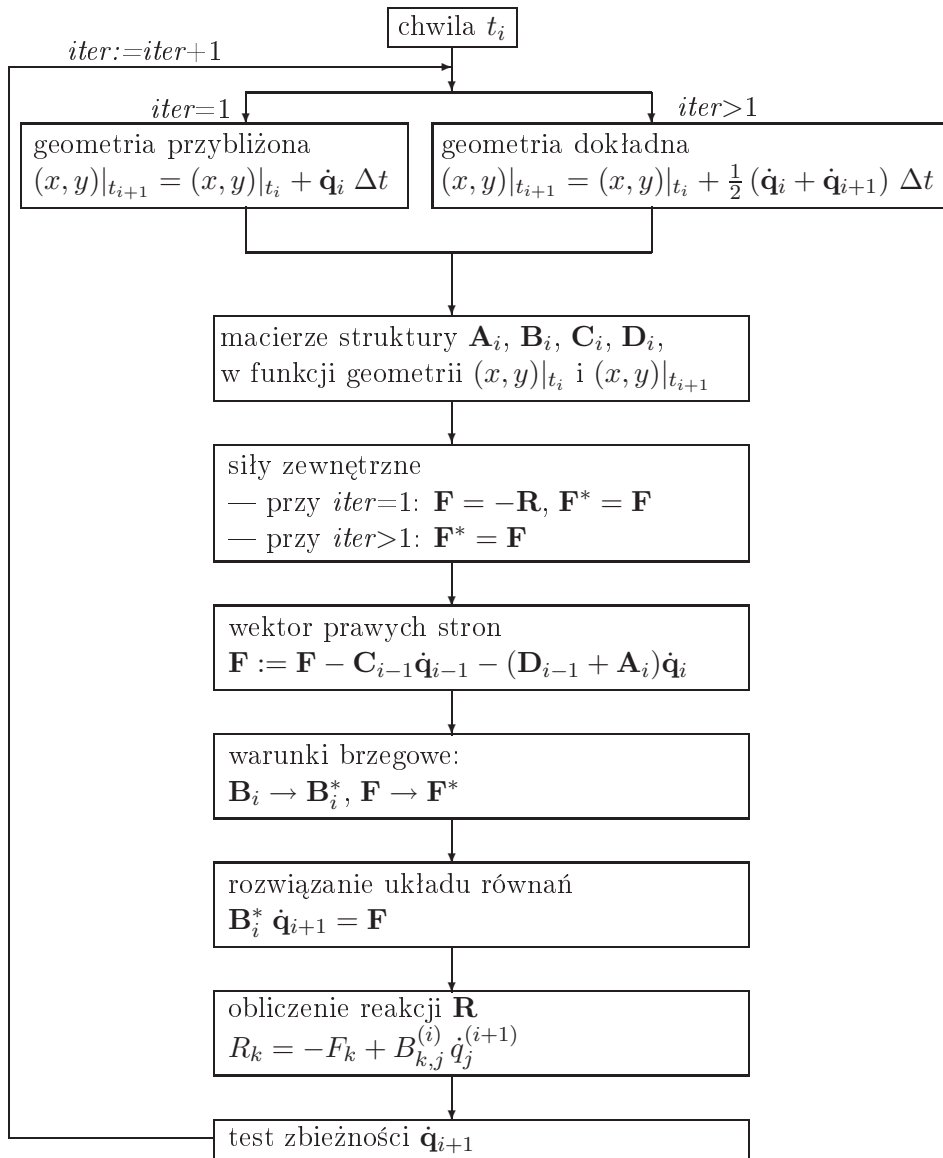 chwila $t_i$
iter:=iter+1
iter=1
iter>1
geometria przybliżona
$(x, y)|_{t_{i+1}} = (x, y)|_{t_i} + \dot{\mathbf{q}}_i \, \Delta t$
geometria dokładna
$(x, y)|_{t_{i+1}} = (x, y)|_{t_i} + \frac{1}{2} (\dot{\mathbf{q}}_i + \dot{\mathbf{q}}_{i+1}) \, \Delta t$
macierze struktury $\mathbf{A}_i$, $\mathbf{B}_i$, $\mathbf{C}_i$, $\mathbf{D}_i$,
w funkcji geometrii $(x, y)|_{t_i}$ i $(x, y)|_{t_{i+1}}$
siły zewnętrzne
— przy iter=1: $\mathbf{F} = -\mathbf{R}$, $\mathbf{F}^* = \mathbf{F}$
— przy iter>1: $\mathbf{F}^* = \mathbf{F}$
wektor prawych stron
$\mathbf{F} := \mathbf{F} - \mathbf{C}_{i-1}\dot{\mathbf{q}}_{i-1} - (\mathbf{D}_{i-1} + \mathbf{A}_i)\dot{\mathbf{q}}_i$
warunki brzegowe:
$\mathbf{B}_i \to \mathbf{B}_i^*$, $\mathbf{F} \to \mathbf{F}^*$
rozwiązanie układu równań
$\mathbf{B}_i^* \, \dot{\mathbf{q}}_{i+1} = \mathbf{F}$
obliczenie reakcji $\mathbf{R}$
$R_k = -F_k + B_{k,j}^{(i)} \, \dot{q}_j^{(i+1)}$
test zbieżności $\dot{\mathbf{q}}_{i+1}$